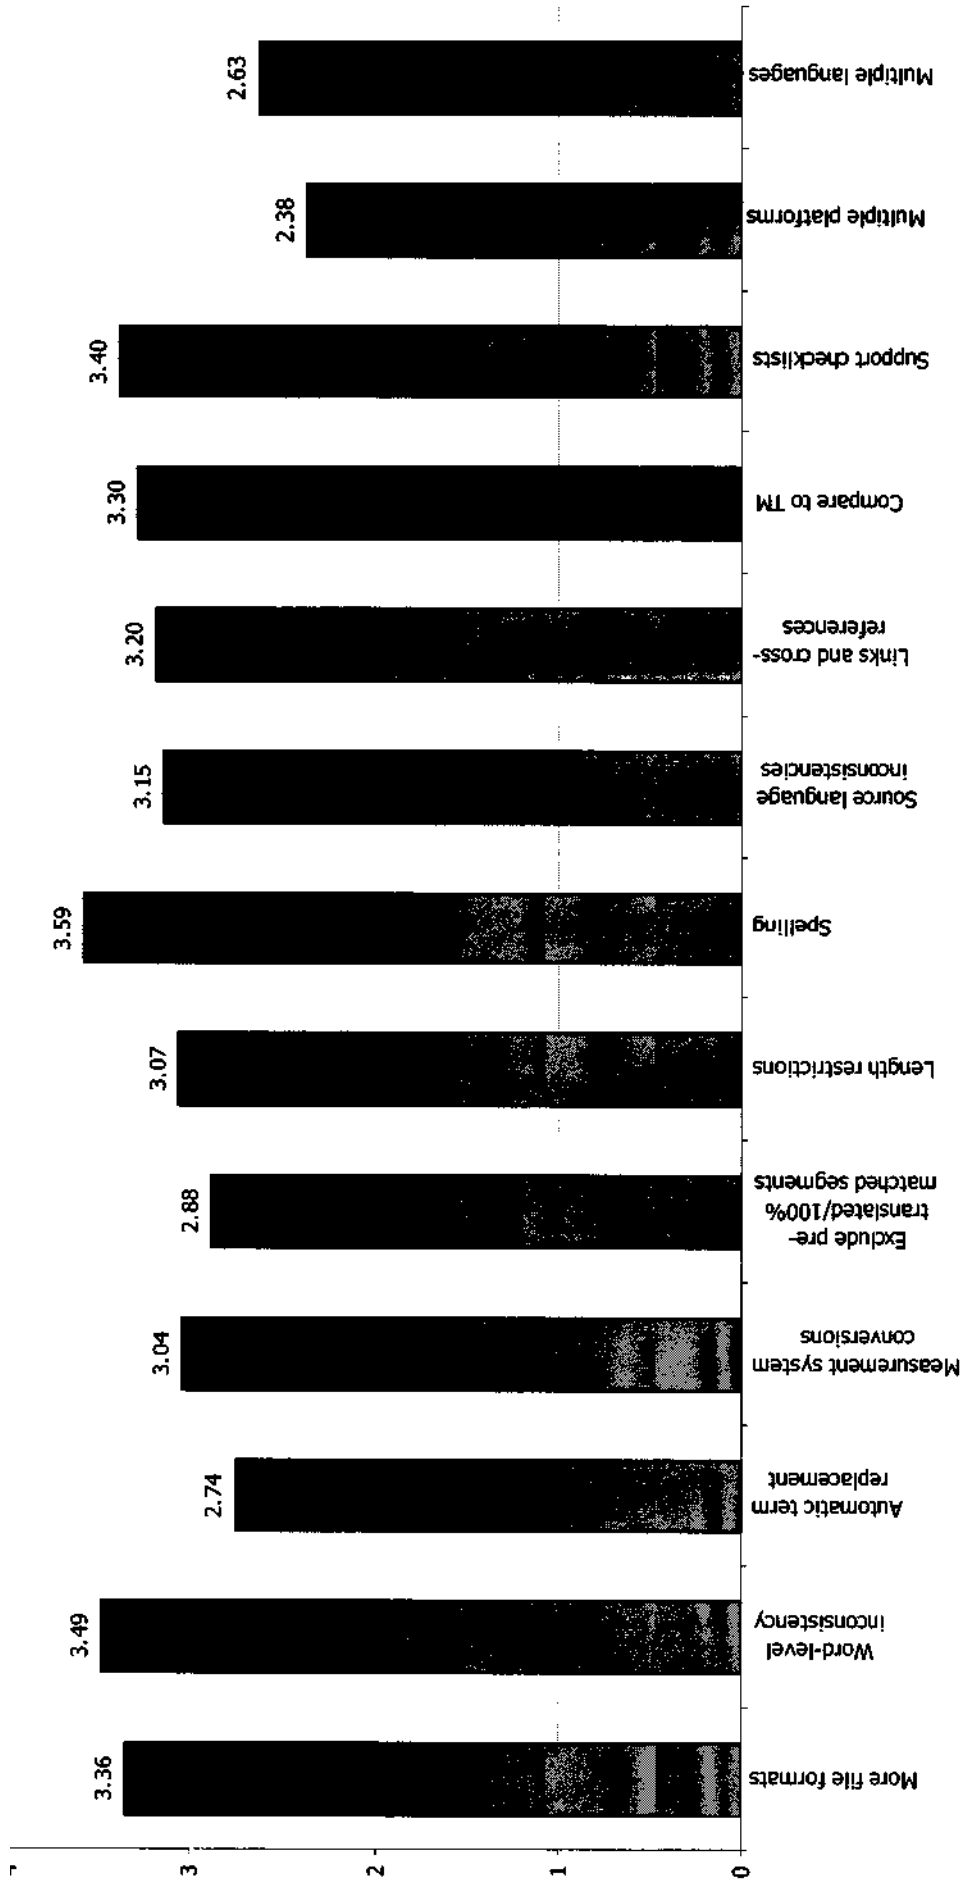 3
2
1
0
3.36
3.49
2.74
3.04
2.88
3.07
3.59
3.15
3.20
3.30
3.40
2.38
2.63
More file formats
Word-level
inconsistency
Automatic term
replacement
Measurement system
conversions
Exclude pre-
translated/100%
matched segments
Length restrictions
Spelling
Source language
inconsistencies
Links and cross-
references
Compare to TM
Support checklists
Multiple platforms
Multiple languages